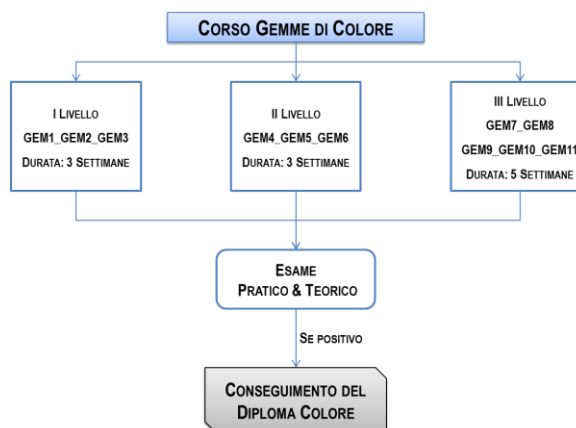 CORSO GEMME DI COLORE
I LIVELLO
GEM1_GEM2_GEM3
DURATA: 3 SETTIMANE
II LIVELLO
GEM4_GEM5_GEM6
DURATA: 3 SETTIMANE
III LIVELLO
GEM7_GEM8
GEM9_GEM10_GEM11
DURATA: 5 SETTIMANE
ESAME
PRATICO & TEORICO
SE POSITIVO
CONSEGUIMENTO DEL
DIPLOMA COLORE